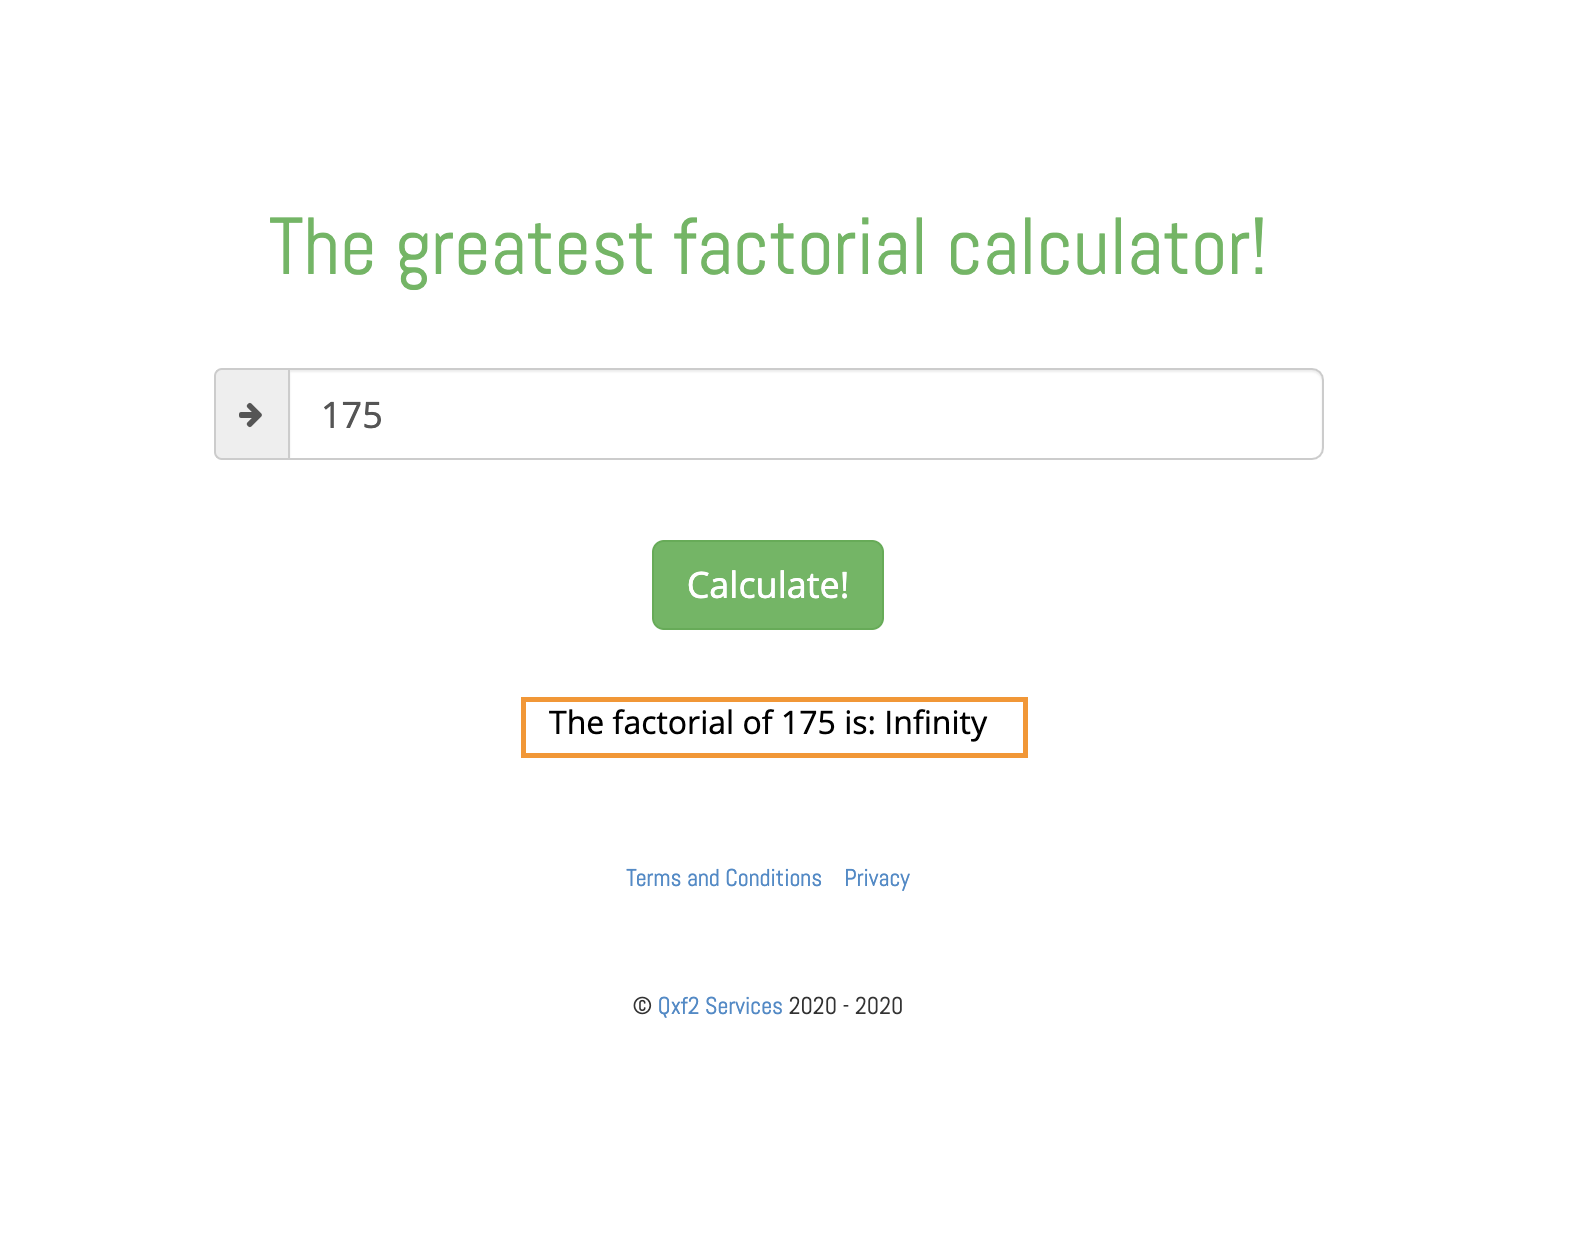 The greatest factorial calculator!
175
Calculate!
The factorial of 175 is: Infinity
Terms and Conditions Privacy
© Qxf2 Services 2020 - 2020